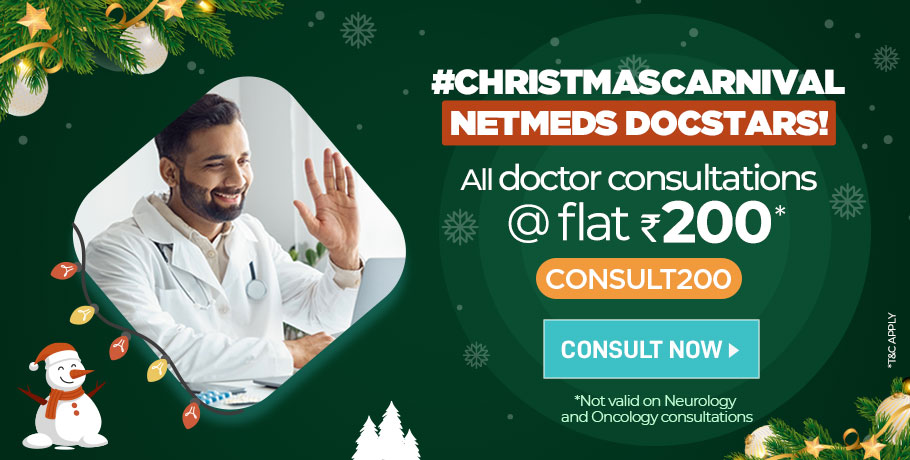 #CHRISTMASCARNIVAL
NETMEDS DOCSTARS!
All doctor consultations
@ flat ₹200*
CONSULT200
CONSULT NOW
*Not valid on Neurology
and Oncology consultations
*T&C APPLY